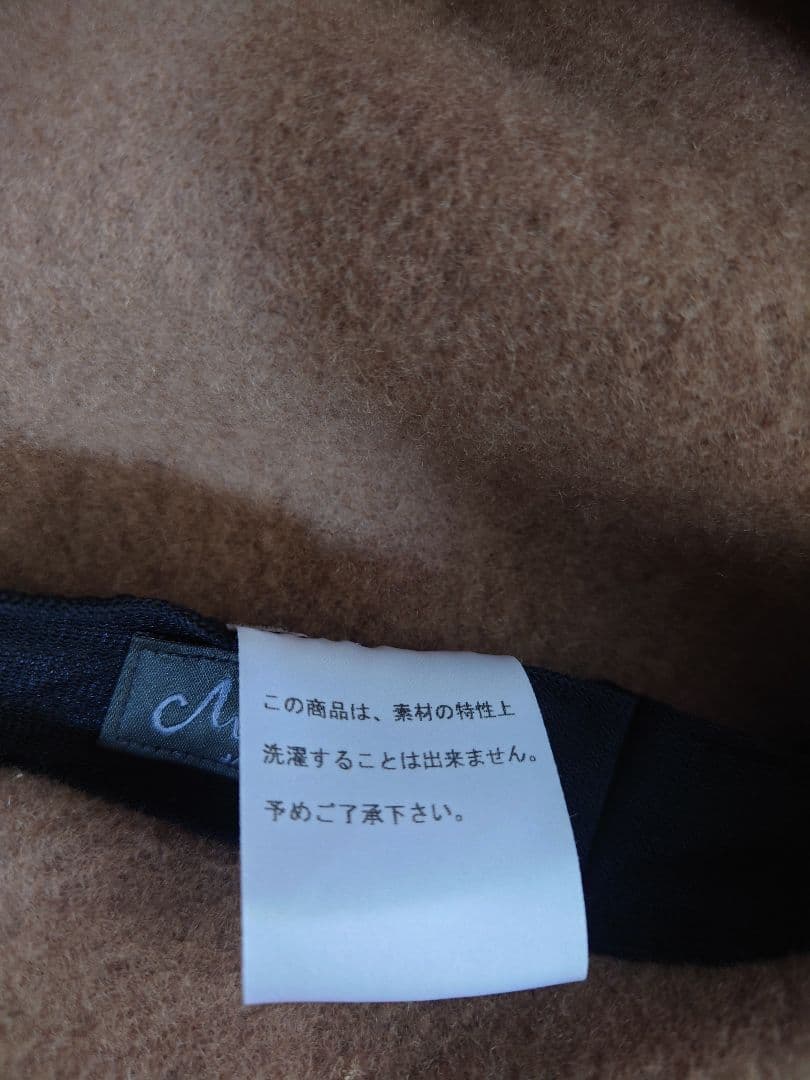 この商品は、素材の特性上
洗濯することは出来ません。
予めご了承下さい。